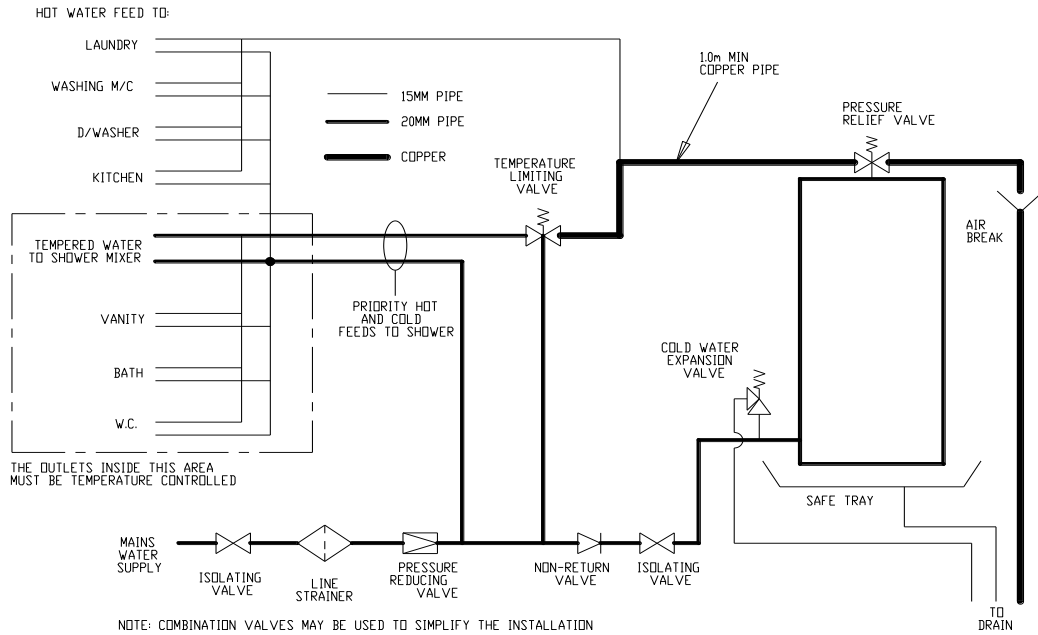 HOT WATER FEED TO:
LAUNDRY
WASHING M/C
D/WASHER
KITCHEN
15MM PIPE
20MM PIPE
COPPER
1.0m MIN
COPPER PIPE
PRESSURE
RELIEF VALVE
TEMPERATURE
LIMITING
VALVE
AIR
BREAK
TEMPERED WATER
TO SHOWER MIXER
PRIORITY HOT
AND COLD
FEEDS TO SHOWER
VANITY
BATH
W.C.
COLD WATER
EXPANSION
VALVE
THE OUTLETS INSIDE THIS AREA
MUST BE TEMPERATURE CONTROLLED
SAFE TRAY
MAINS
WATER
SUPPLY
ISOLATING
VALVE
LINE
STRAINER
PRESSURE
REDUCING
VALVE
NON-RETURN
VALVE
ISOLATING
VALVE
TO
DRAIN
NOTE: COMBINATION VALVES MAY BE USED TO SIMPLIFY THE INSTALLATION